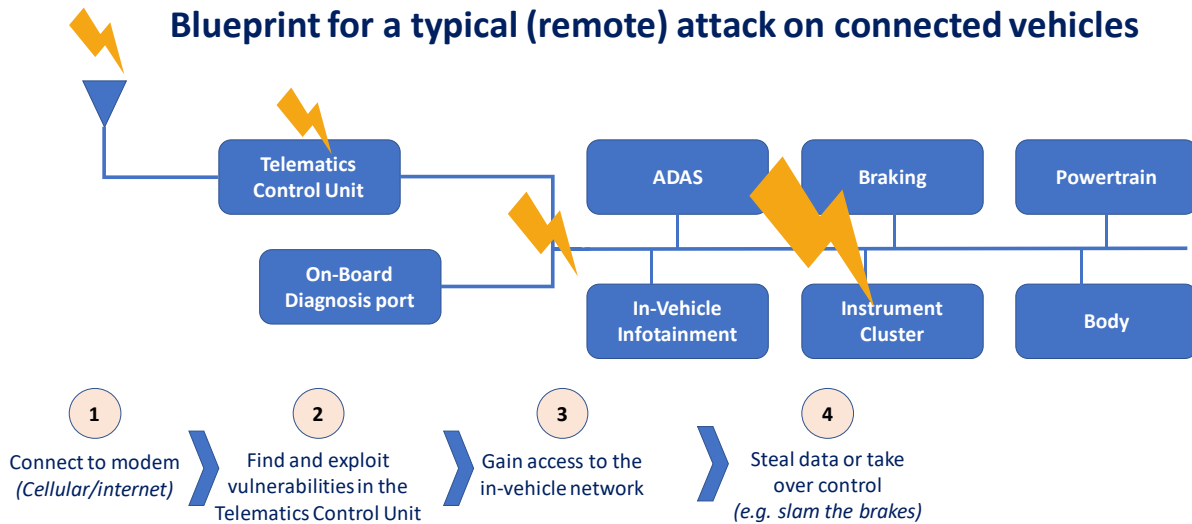 Blueprint for a typical (remote) attack on connected vehicles
Telematics
Control Unit
ADAS
Braking
Powertrain
On-Board
Diagnosis port
In-Vehicle
Infotainment
Instrument
Cluster
Body
1
2
3
4
Connect to modem
(Cellular/internet)
Find and exploit
vulnerabilities in the
Telematics Control Unit
Gain access to the
in-vehicle network
Steal data or take
over control
(e.g. slam the brakes)